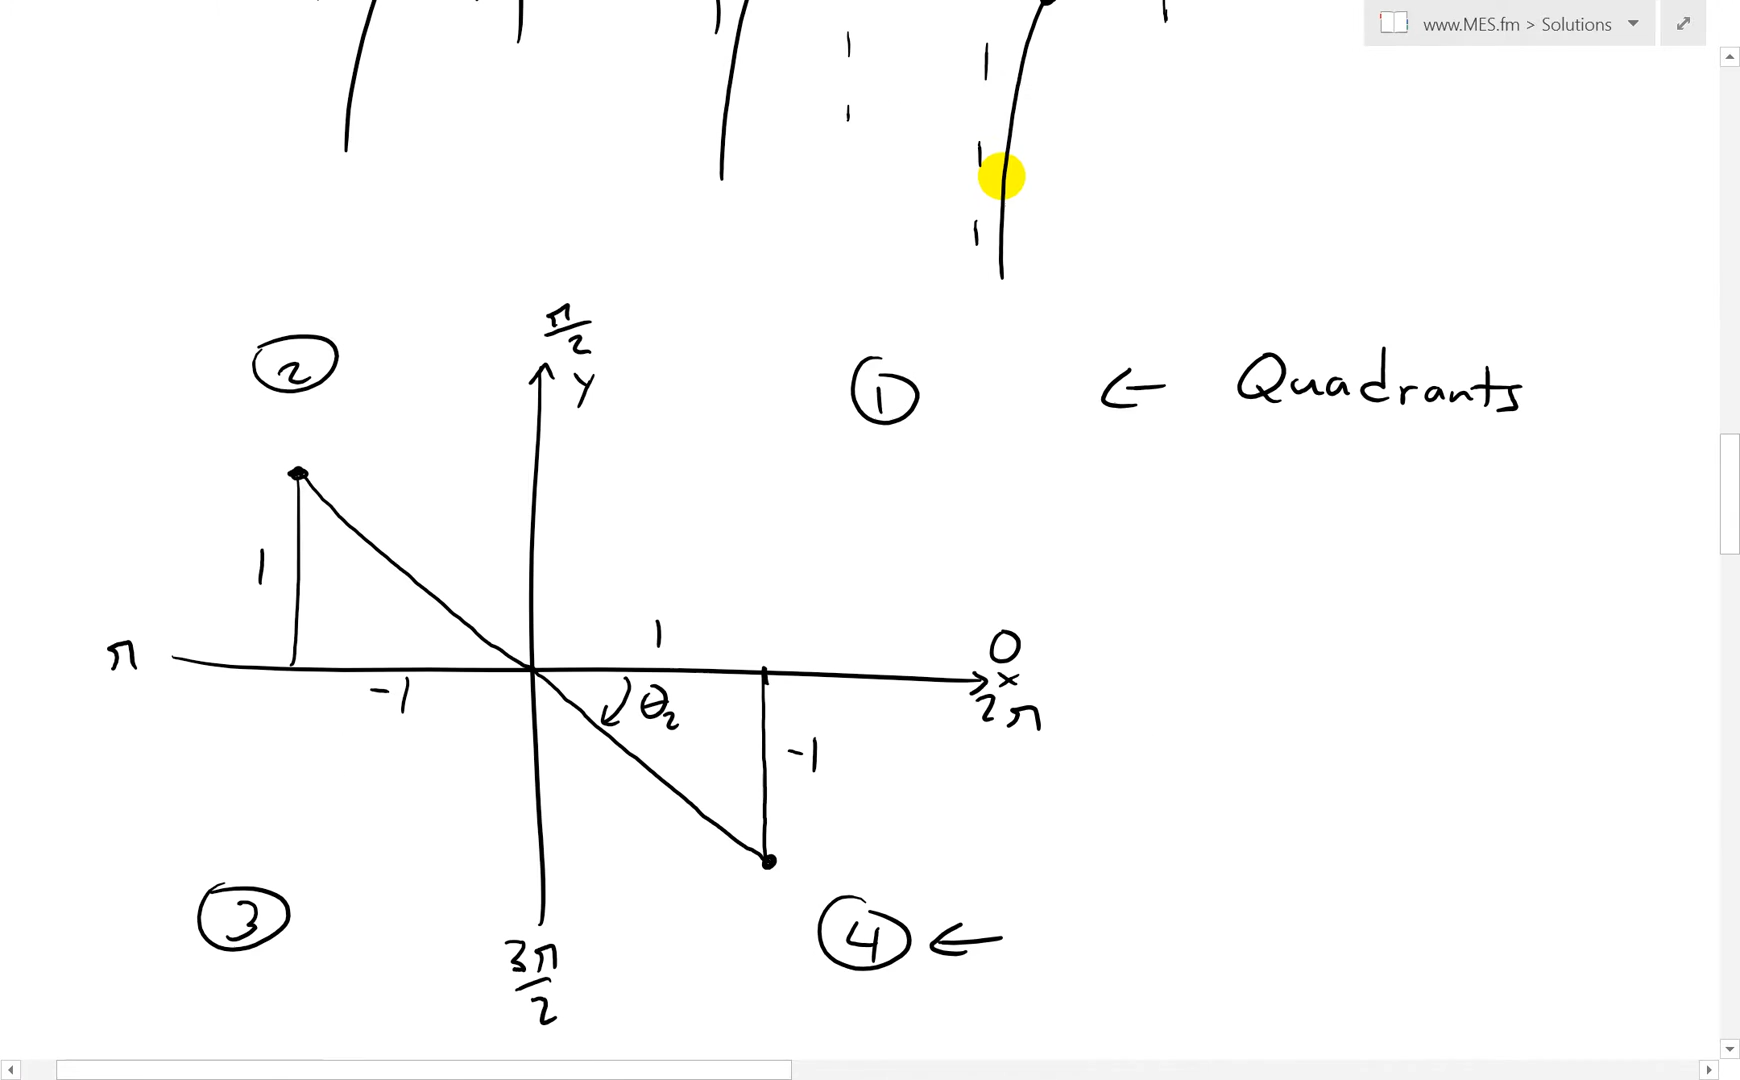 www.MES.fm > Solutions
π/2
y
② ① ← Quadrants
1
π -1 1 0
x
2π
θ₂
-1
③ ④ ←
3π/2